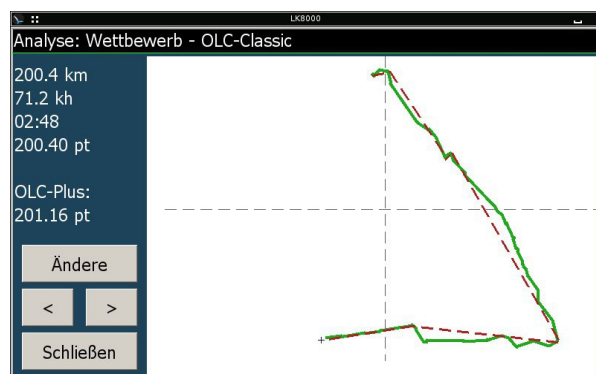 LK8000
Analyse: Wettbewerb - OLC-Classic
200.4 km
71.2 kh
02:48
200.40 pt
OLC-Plus:
201.16 pt
Ändere
< >
Schließen